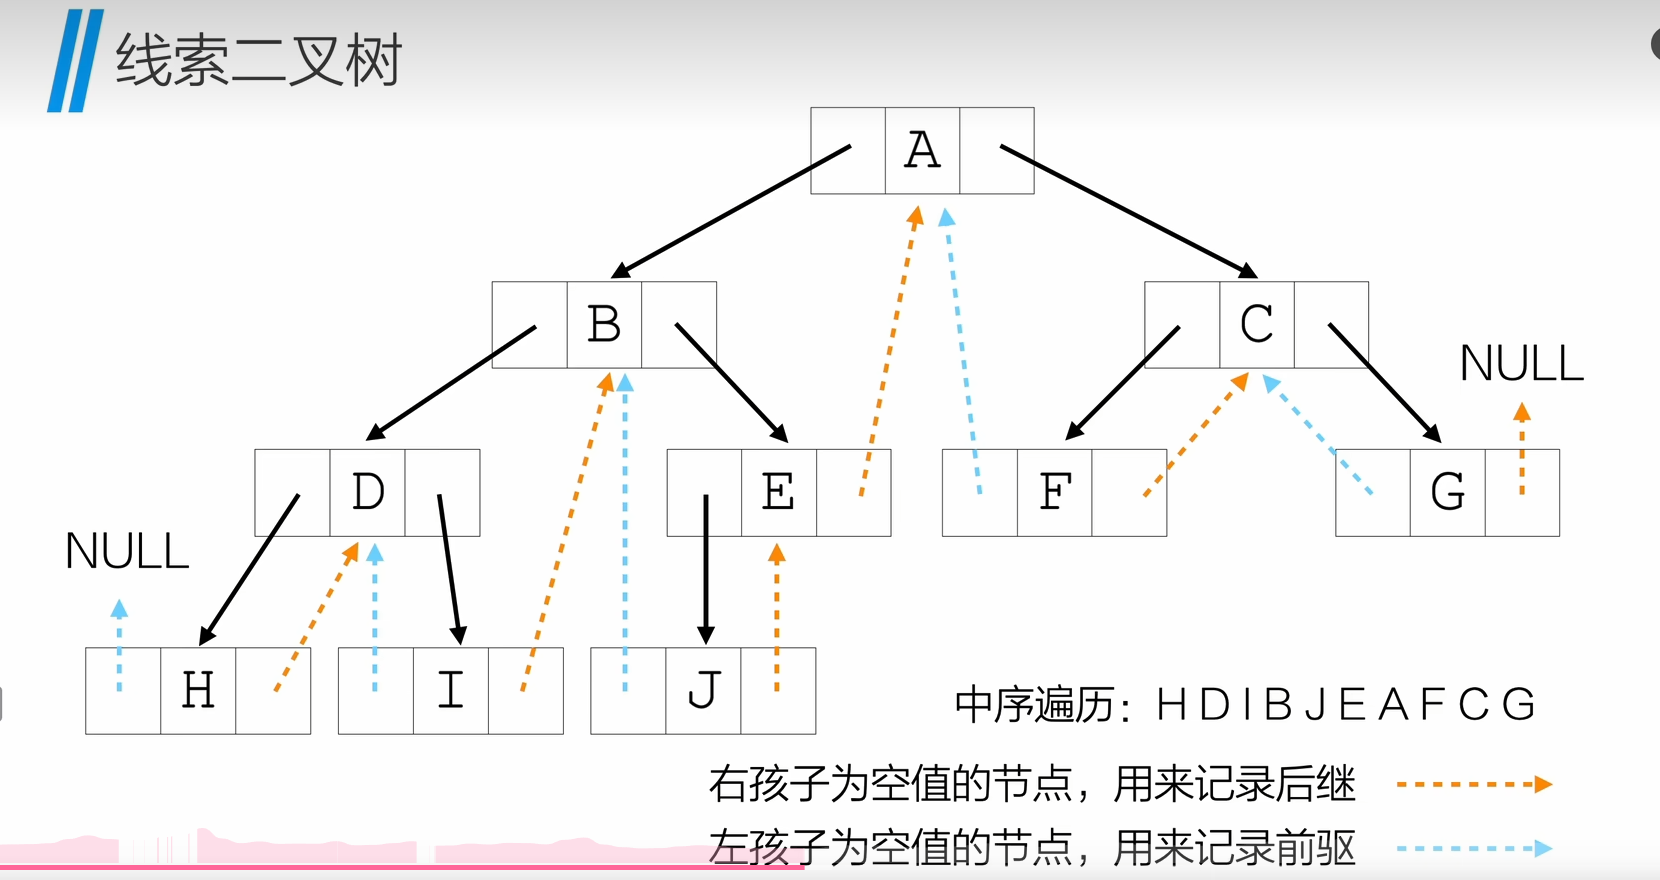 线索二叉树
A
B
C
NULL
D
E
F
G
NULL
H
I
J
中序遍历：H D I B J E A F C G
右孩子为空值的节点，用来记录后继
左孩子为空值的节点，用来记录前驱